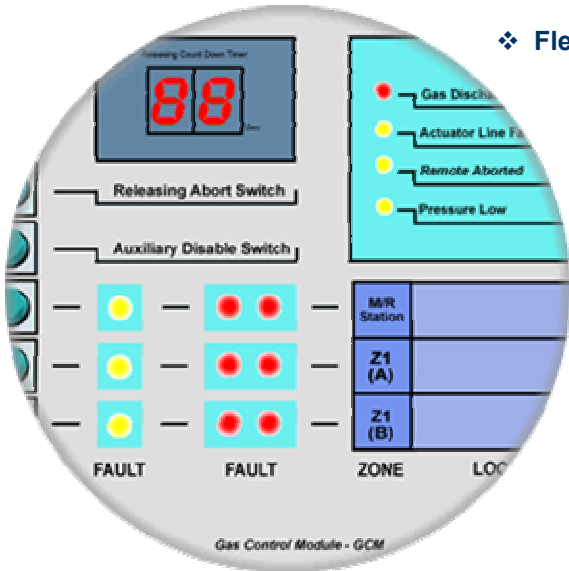 ❖ Fle
Releasing Count Down Timer
88
Secs
Gas Discha
Actuator Line Fa
Remote Aborted
Pressure Low
Releasing Abort Switch
Auxiliary Disable Switch
M/R
Station
Z1
(A)
Z1
(B)
FAULT FAULT ZONE LOC
Gas Control Module - GCM